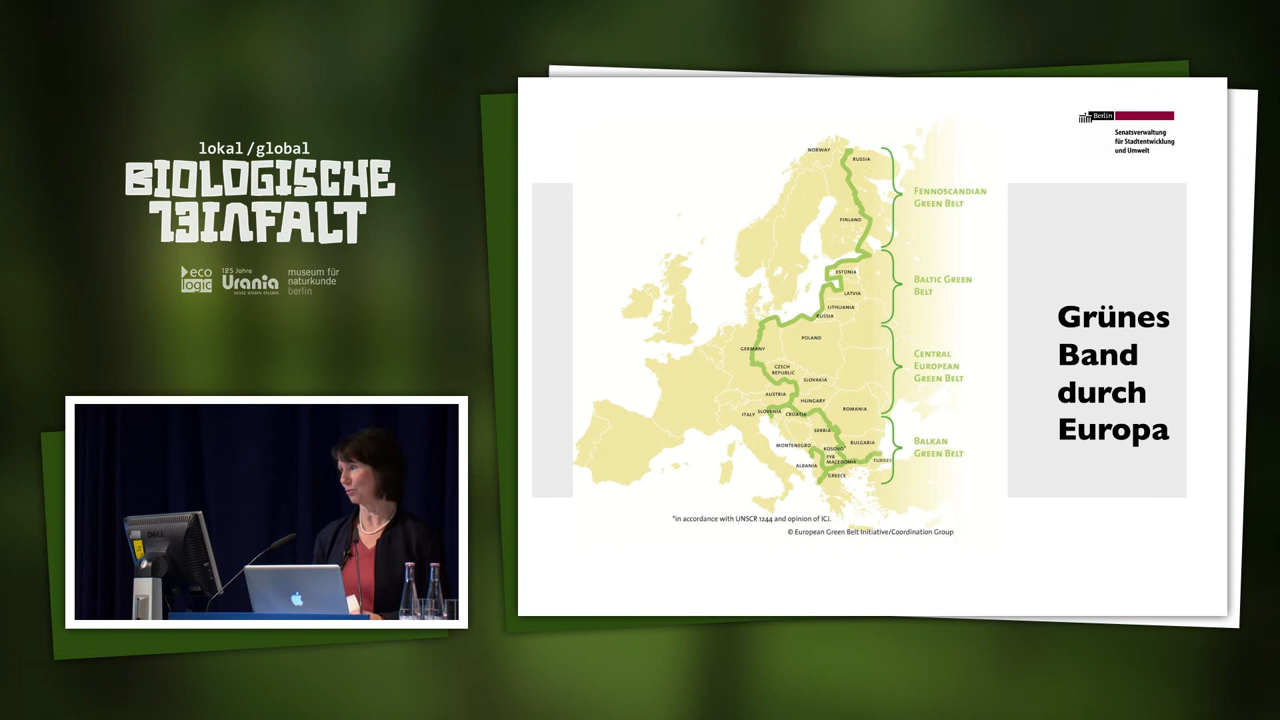 lokal/global
BIOLOGISCHE
VIELFALT
eco
logic
125 Jahre
Urania
museum für
naturkunde
berlin
DELL
Berlin
Senatsverwaltung
für Stadtentwicklung
und Umwelt
NORWAY
RUSSIA
FINLAND
ESTONIA
LATVIA
LITHUANIA
RUSSIA
POLAND
GERMANY
CZECH
REPUBLIC
SLOVAKIA
AUSTRIA
HUNGARY
ITALY
SLOVENIA
CROATIA
ROMANIA
SERBIA
MONTENEGRO
KOSOVO*
BULGARIA
FYR
MACEDONIA
TURKEY
ALBANIA
GREECE
FENNOSCANDIAN
GREEN BELT
BALTIC GREEN
BELT
CENTRAL
EUROPEAN
GREEN BELT
BALKAN
GREEN BELT
*in accordance with UNSCR 1244 and opinion of ICJ.
© European Green Belt Initiative/Coordination Group
Grünes
Band
durch
Europa